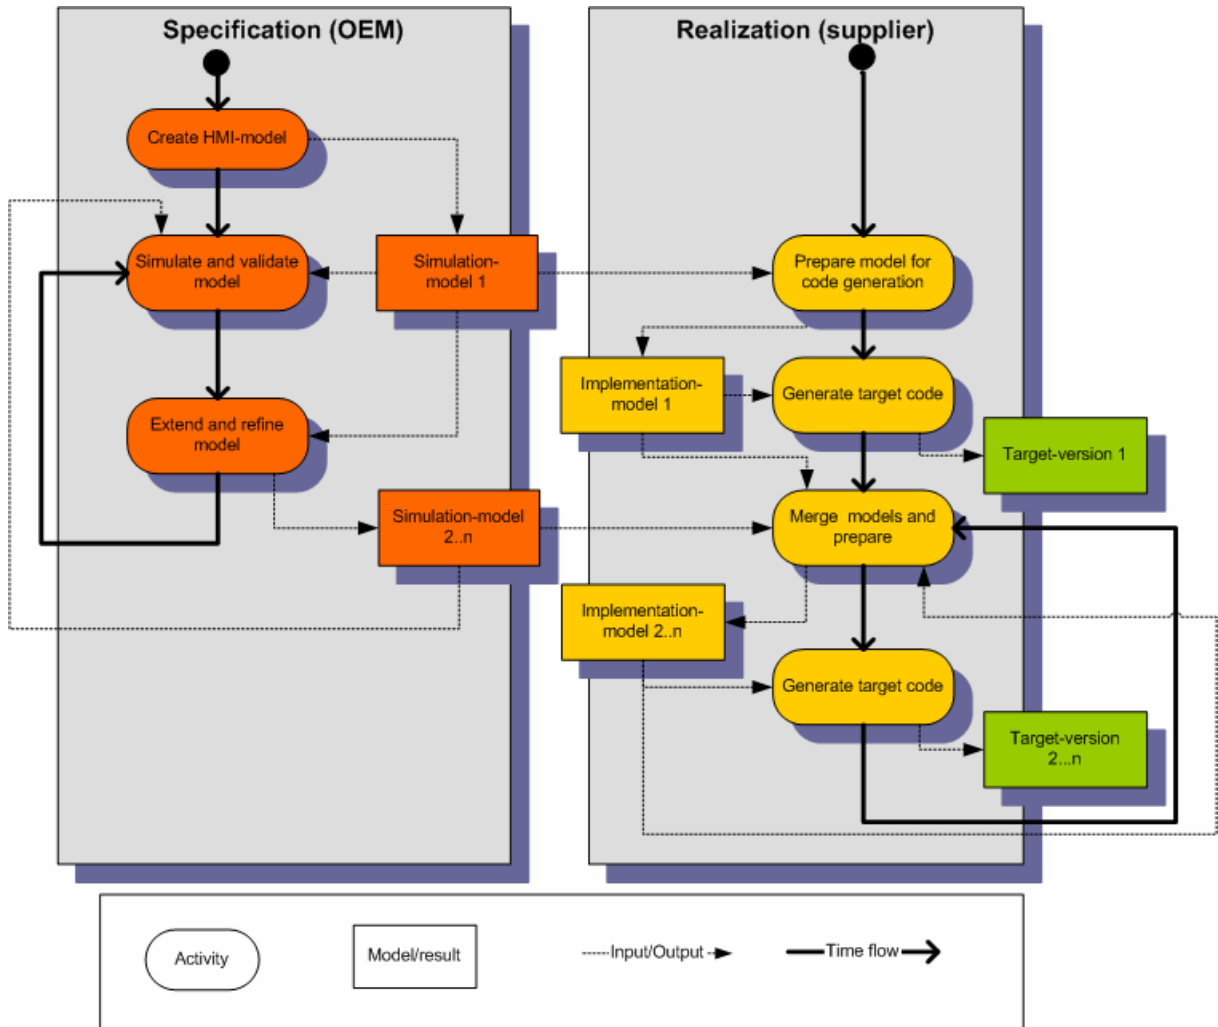 Specification (OEM)
Realization (supplier)
Create HMI-model
Simulate and validate
model
Simulation-
model 1
Prepare model for
code generation
Implementation-
model 1
Generate target code
Extend and refine
model
Target-version 1
Simulation-model
2..n
Merge models and
prepare
Implementation-
model 2..n
Generate target code
Target-version
2...n
Activity
Model/result
Input/Output
Time flow